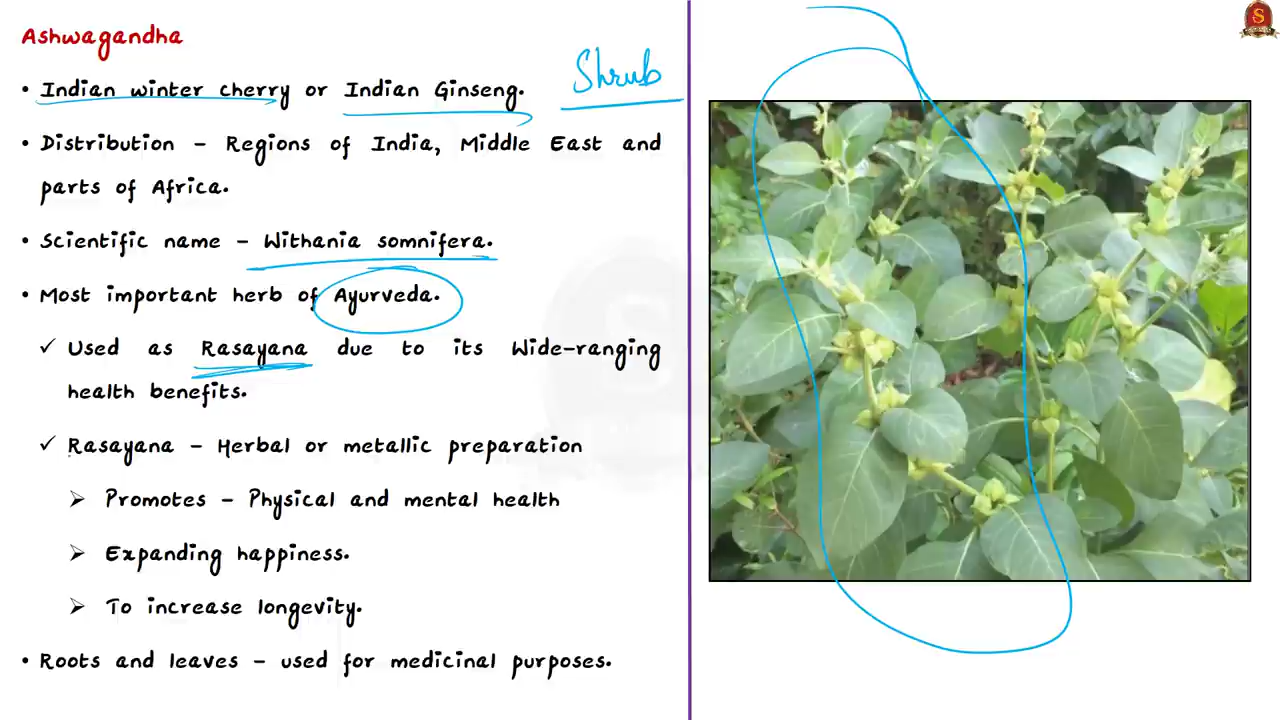 Ashwagandha
• Indian winter cherry or Indian Ginseng.
Shrub
• Distribution – Regions of India, Middle East and
parts of Africa.
• Scientific name – Withania somnifera.
• Most important herb of Ayurveda.
✓ Used as Rasayana due to its Wide-ranging
health benefits.
✓ Rasayana – Herbal or metallic preparation
➢ Promotes – Physical and mental health
➢ Expanding happiness.
➢ To increase longevity.
• Roots and leaves – used for medicinal purposes.
S